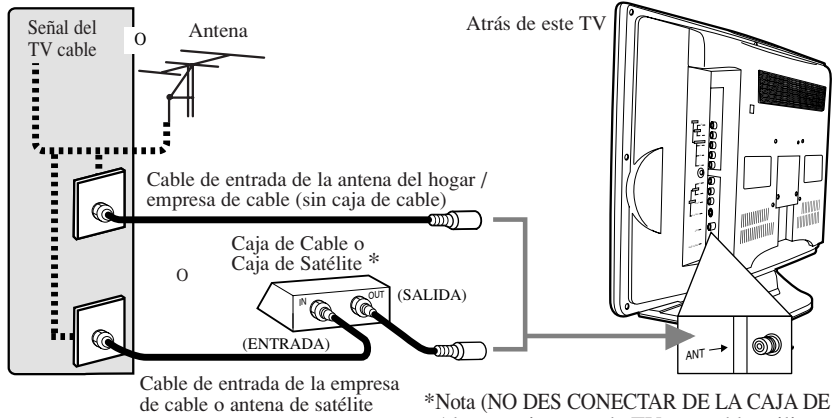 Señal del
TV cable
O
Antena
Atrás de este TV
Cable de entrada de la antena del hogar /
empresa de cable (sin caja de cable)
O
Caja de Cable o
Caja de Satélite *
IN
OUT
(SALIDA)
(ENTRADA)
ANT
Cable de entrada de la empresa
de cable o antena de satélite
*Nota (NO DES CONECTAR DE LA CAJA DE